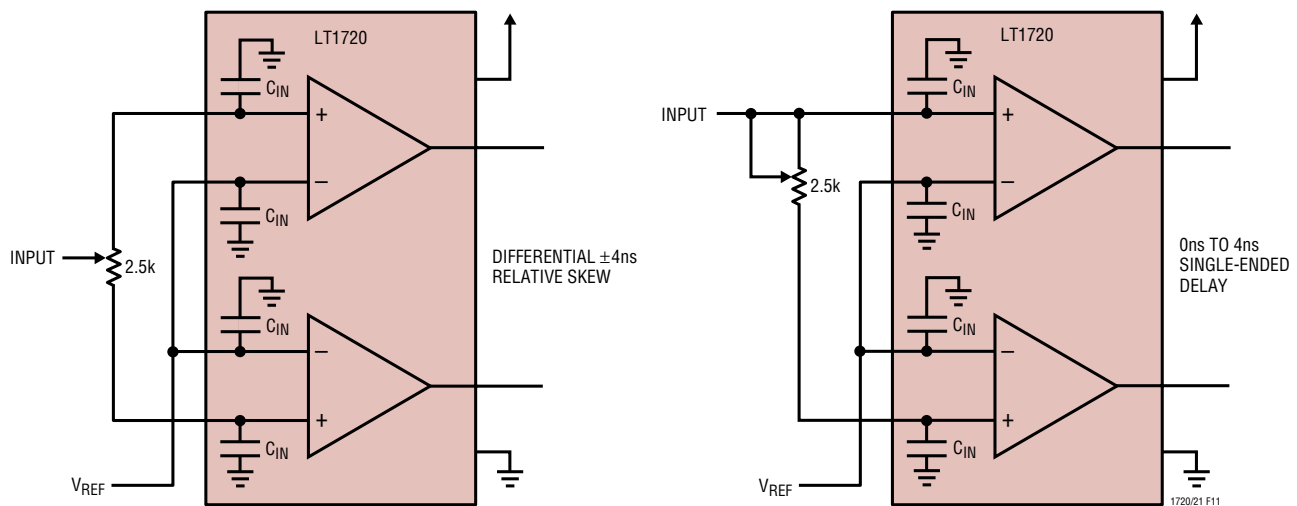 LT1720
C_IN
+
−
C_IN
INPUT
2.5k
DIFFERENTIAL ±4ns
RELATIVE SKEW
C_IN
−
+
C_IN
V_REF
LT1720
C_IN
INPUT
+
2.5k
−
C_IN
0ns TO 4ns
SINGLE-ENDED
DELAY
C_IN
−
+
C_IN
V_REF
1720/21 F11